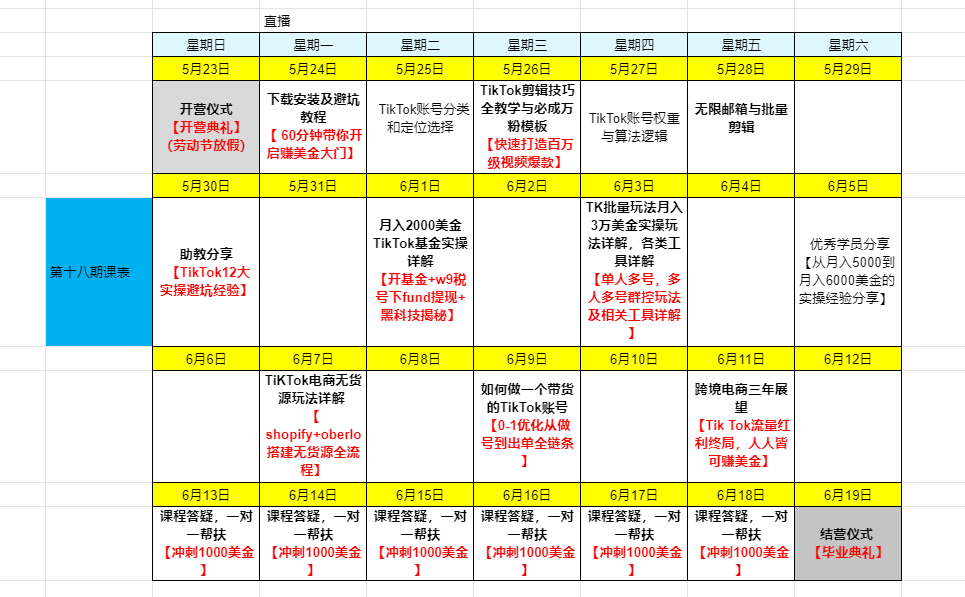 直播
星期日 星期一 星期二 星期三 星期四 星期五 星期六
5月23日 5月24日 5月25日 5月26日 5月27日 5月28日 5月29日
开营仪式
【开营典礼】
(劳动节放假)
下载安装及避坑
教程
【 60分钟带你开
启赚美金大门】
TikTok账号分类
和定位选择
TikTok剪辑技巧
全教学与必成万
粉模板
【快速打造百万
级视频爆款】
TikTok账号权重
与算法逻辑
无限邮箱与批量
剪辑
5月30日 5月31日 6月1日 6月2日 6月3日 6月4日 6月5日
第十八期课表
助教分享
【TikTok12大
实操避坑经验】
月入2000美金
TikTok基金实操
详解
【开基金+w9税
号下fund提现+
黑科技揭秘】
TK批量玩法月入
3万美金实操玩
法详解，各类工
具详解
【单人多号，多
人多号群控玩法
及相关工具详解
】
优秀学员分享
【从月入5000到
月入6000美金的
实操经验分享】
6月6日 6月7日 6月8日 6月9日 6月10日 6月11日 6月12日
TiKTok电商无货
源玩法详解
【
shopify+oberlo
搭建无货源全流
程】
如何做一个带货
的TikTok账号
【0-1优化从做
号到出单全链条
】
跨境电商三年展
望
【Tik Tok流量红
利终局，人人皆
可赚美金】
6月13日 6月14日 6月15日 6月16日 6月17日 6月18日 6月19日
课程答疑，一对
一帮扶
【冲刺1000美金
】
课程答疑，一对
一帮扶
【冲刺1000美金
】
课程答疑，一对
一帮扶
【冲刺1000美金
】
课程答疑，一对
一帮扶
【冲刺1000美金
】
课程答疑，一对
一帮扶
【冲刺1000美金
】
课程答疑，一对
一帮扶
【冲刺1000美金
】
结营仪式
【毕业典礼】